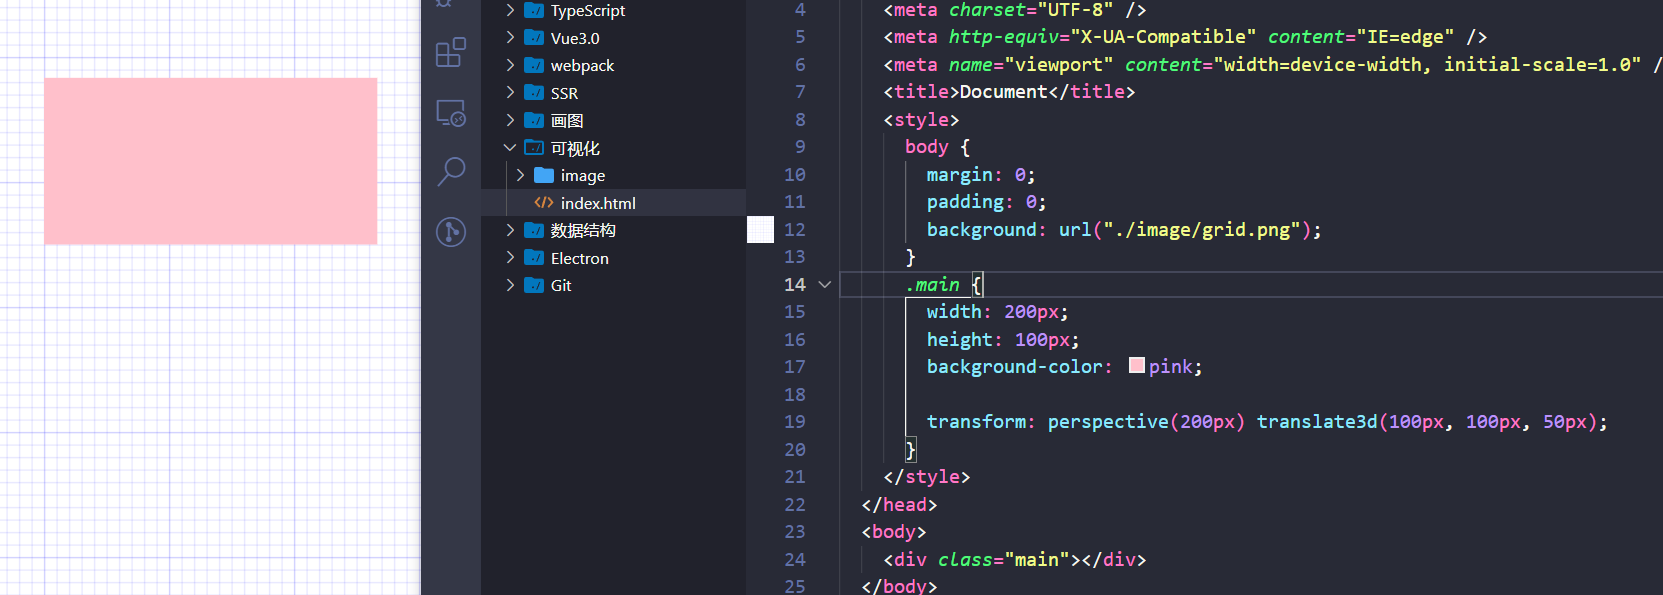 TypeScript
Vue3.0
webpack
SSR
画图
可视化
image
index.html
数据结构
Electron
Git
4 <meta charset="UTF-8" />
5 <meta http-equiv="X-UA-Compatible" content="IE=edge" />
6 <meta name="viewport" content="width=device-width, initial-scale=1.0" /
7 <title>Document</title>
8 <style>
9 body {
10 margin: 0;
11 padding: 0;
12 background: url("./image/grid.png");
13 }
14 .main {
15 width: 200px;
16 height: 100px;
17 background-color: pink;
18
19 transform: perspective(200px) translate3d(100px, 100px, 50px);
20 }
21 </style>
22 </head>
23 <body>
24 <div class="main"></div>
25 </body>